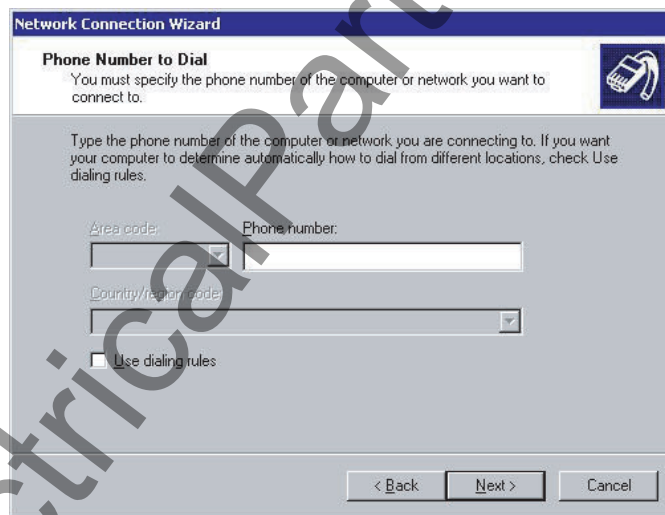 Network Connection Wizard
Phone Number to Dial
You must specify the phone number of the computer or network you want to
connect to.
Type the phone number of the computer or network you are connecting to. If you want
your computer to determine automatically how to dial from different locations, check Use
dialing rules.
Area code:
Phone number:
Country/region code:
Use dialing rules
< Back
Next >
Cancel
ctricalPart